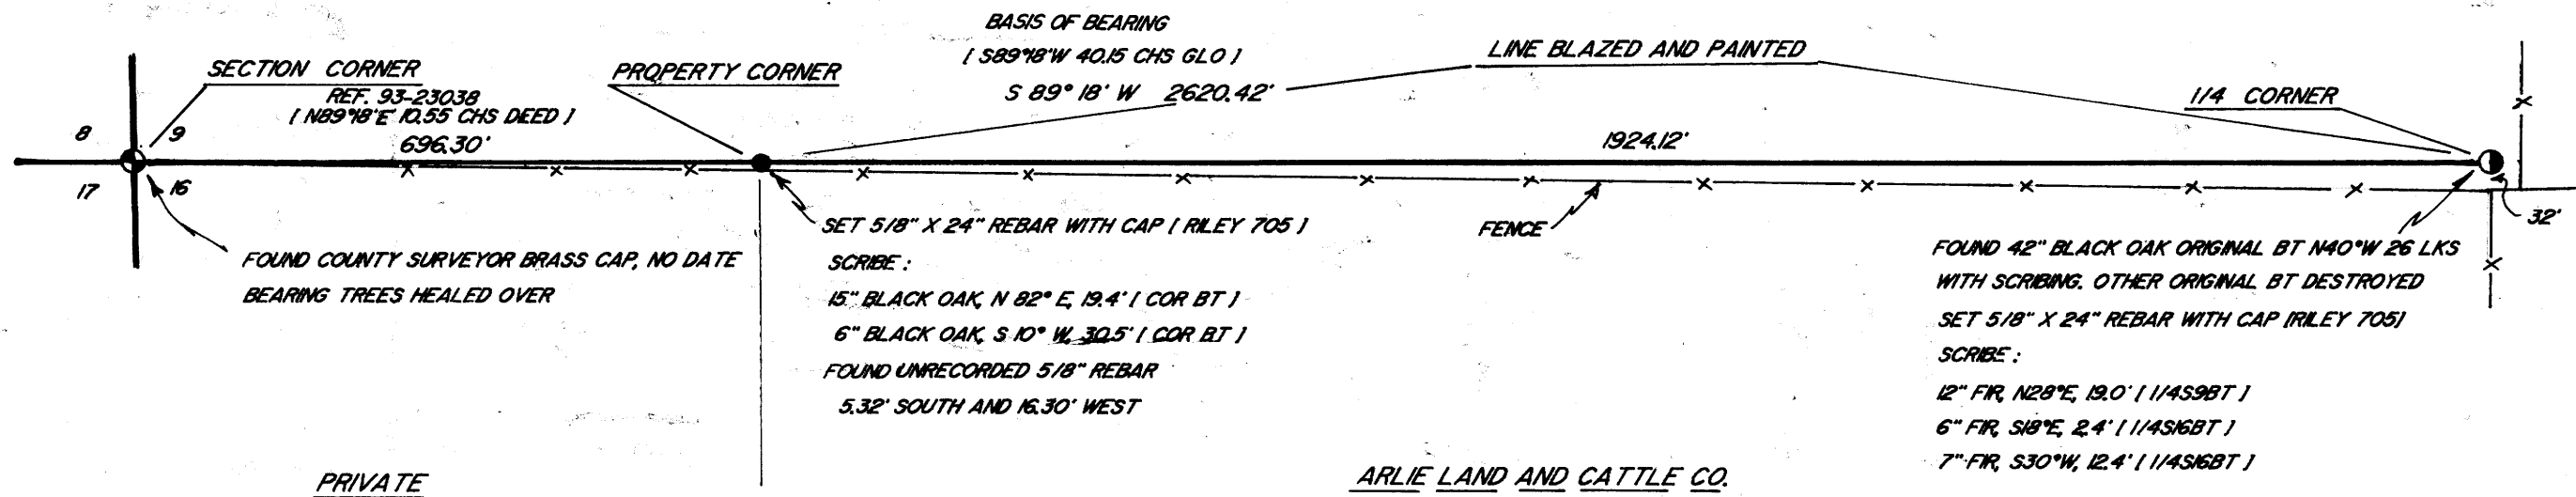 BASIS OF BEARING
[ S89°18'W 40.15 CHS GLO ]
S 89° 18' W 2620.42'
LINE BLAZED AND PAINTED
SECTION CORNER
REF. 93-23038
[ N89°18'E 10.55 CHS DEED ]
696.30'
PROPERTY CORNER
1/4 CORNER
1924.12'
8
9
17
16
32'
FENCE
FOUND COUNTY SURVEYOR BRASS CAP, NO DATE
BEARING TREES HEALED OVER
SET 5/8" X 24" REBAR WITH CAP [ RILEY 705 ]
SCRIBE :
15" BLACK OAK, N 82° E, 19.4' [ COR BT ]
6" BLACK OAK, S 10° W, 30.5' [ COR BT ]
FOUND UNRECORDED 5/8" REBAR
5.32' SOUTH AND 16.30' WEST
FOUND 42" BLACK OAK ORIGINAL BT N40°W 26 LKS
WITH SCRIBING. OTHER ORIGINAL BT DESTROYED
SET 5/8" X 24" REBAR WITH CAP [RILEY 705]
SCRIBE :
12" FIR, N28°E, 19.0' [ 1/4S9BT ]
6" FIR, S18°E, 2.4' [ 1/4S16BT ]
7" FIR, S30°W, 12.4' [ 1/4S16BT ]
PRIVATE
ARLIE LAND AND CATTLE CO.